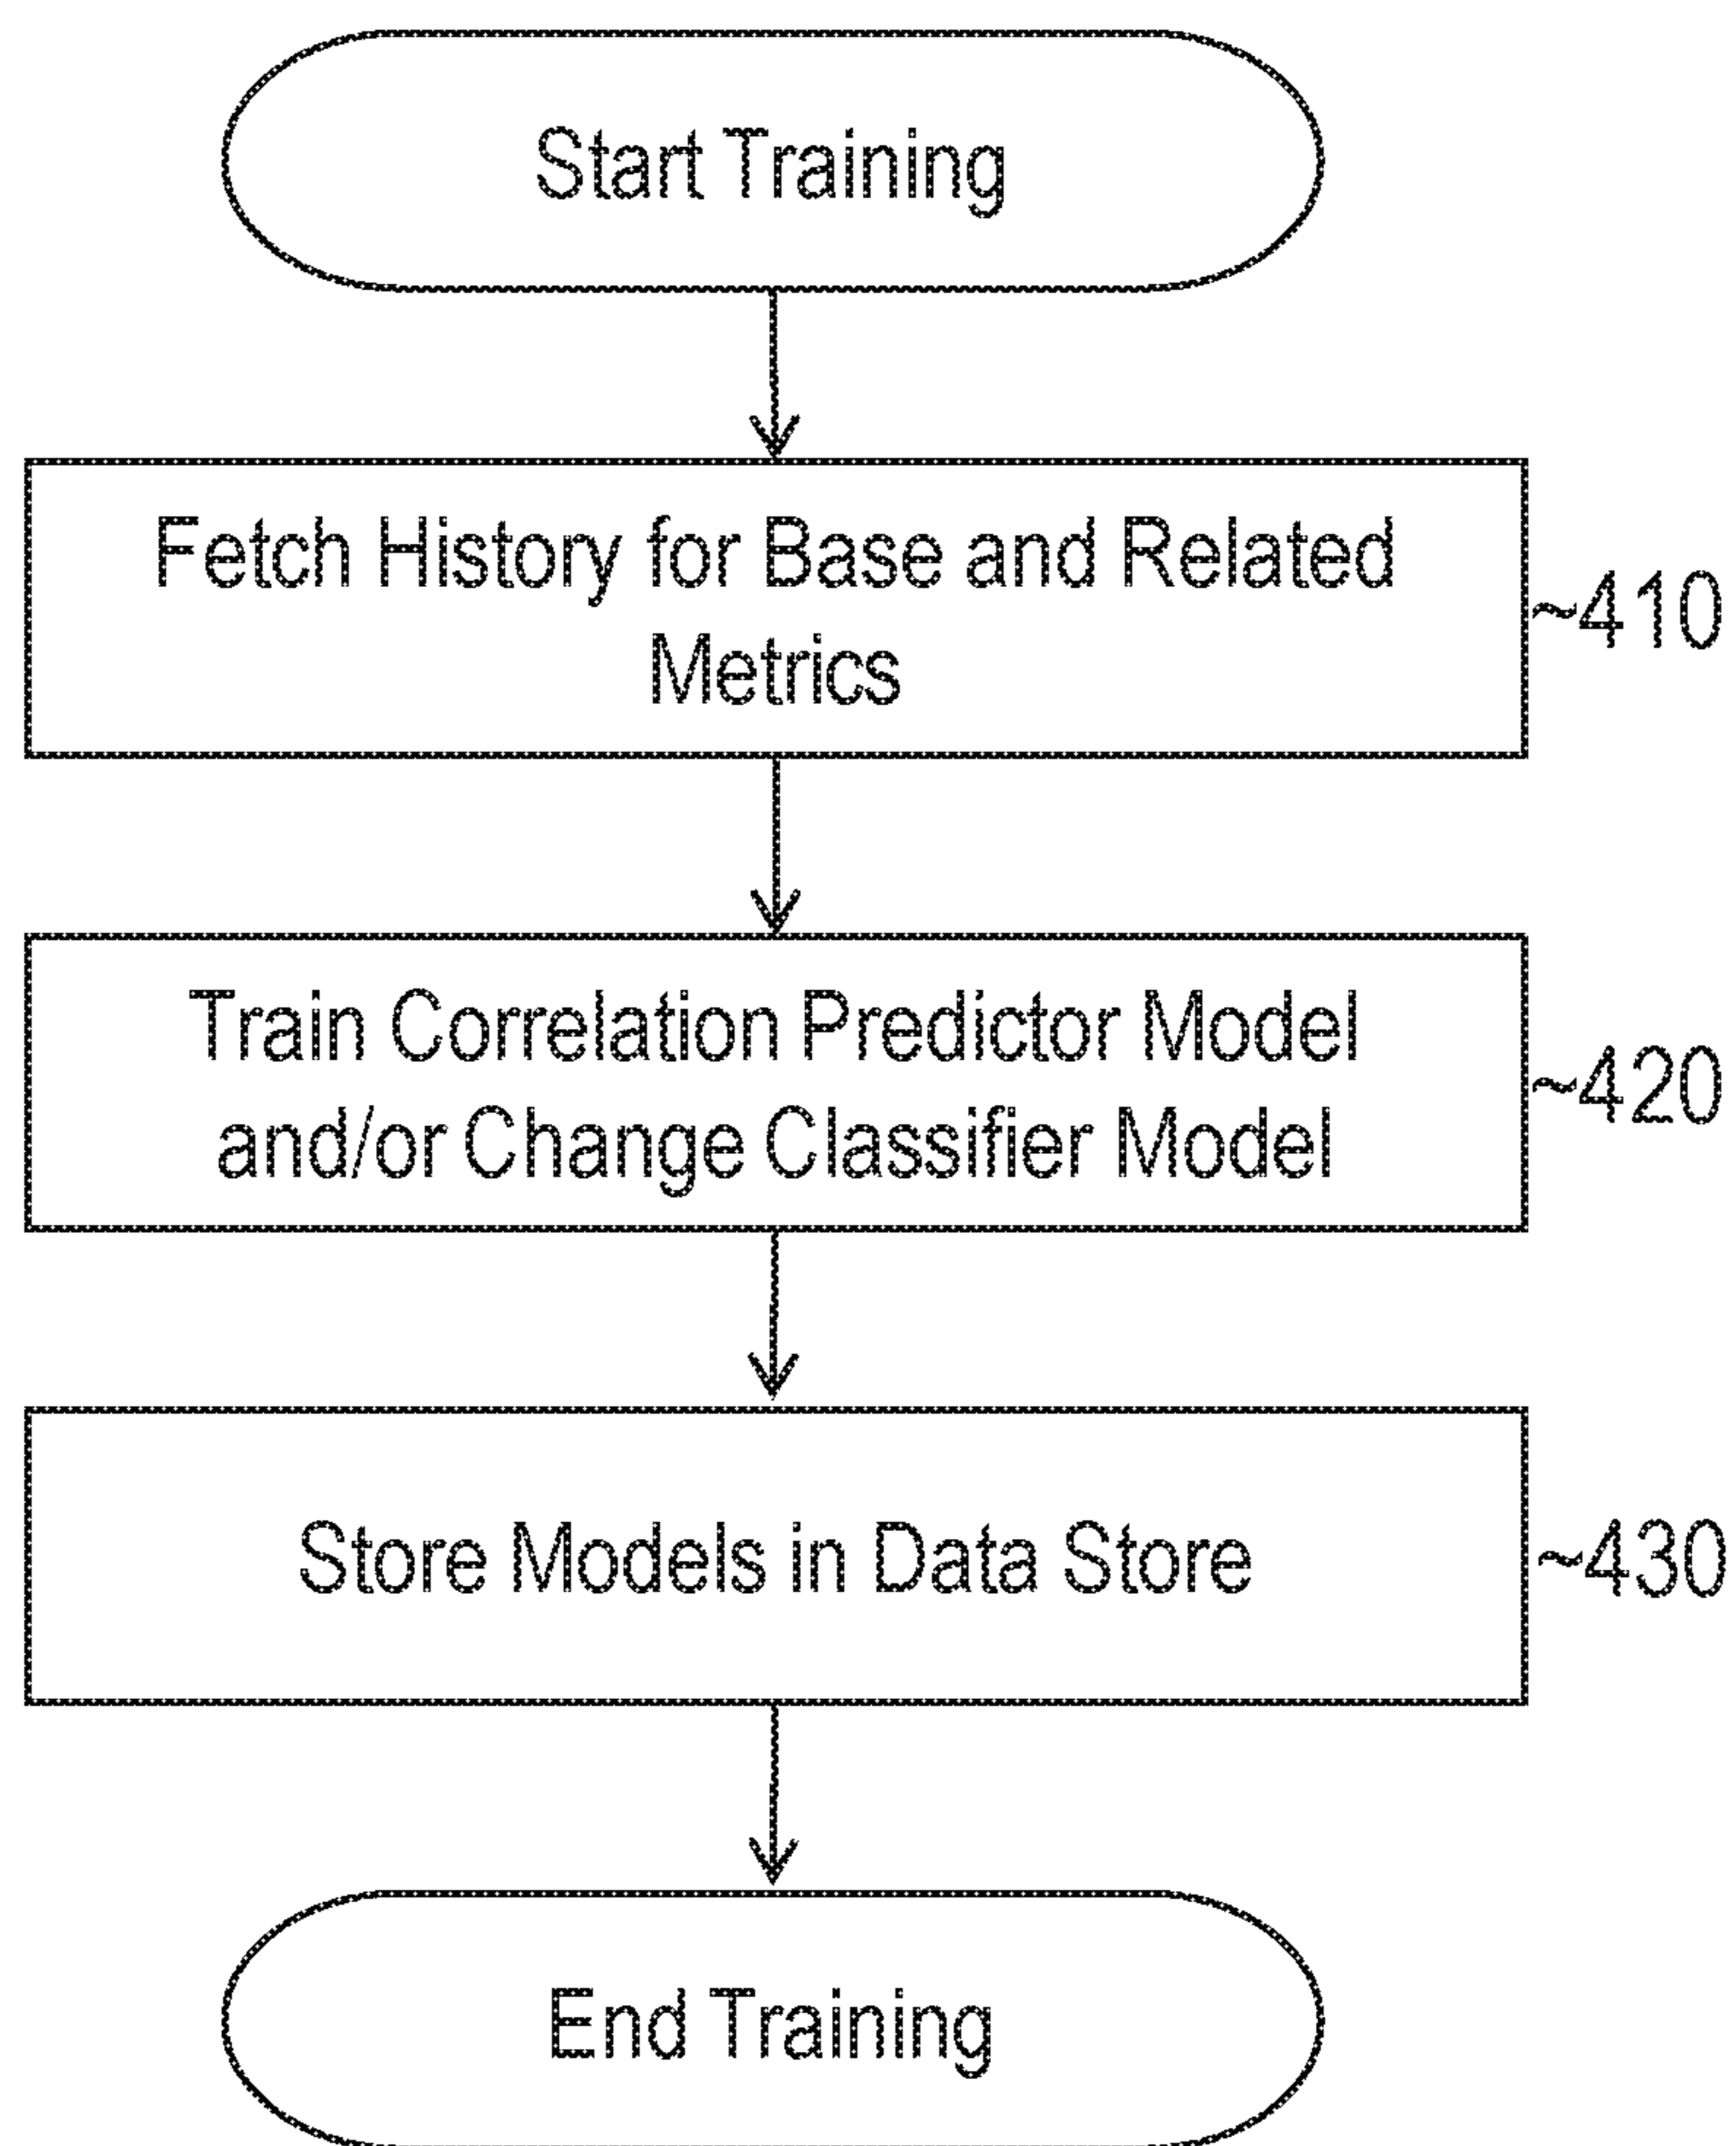 Start Training
Fetch History for Base and Related
Metrics
~410
Train Correlation Predictor Model
and/or Change Classifier Model
~420
Store Models in Data Store
~430
End Training